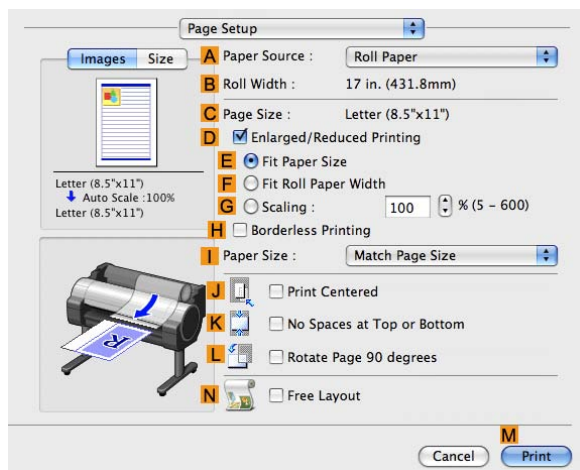 Page Setup
Images Size
A Paper Source : Roll Paper
B Roll Width : 17 in. (431.8mm)
C Page Size : Letter (8.5"x11")
D Enlarged/Reduced Printing
E Fit Paper Size
F Fit Roll Paper Width
G Scaling : 100 % (5 – 600)
H Borderless Printing
I Paper Size : Match Page Size
Letter (8.5"x11")
Auto Scale :100%
Letter (8.5"x11")
R
J Print Centered
K No Spaces at Top or Bottom
L Rotate Page 90 degrees
N Free Layout
M
Cancel Print